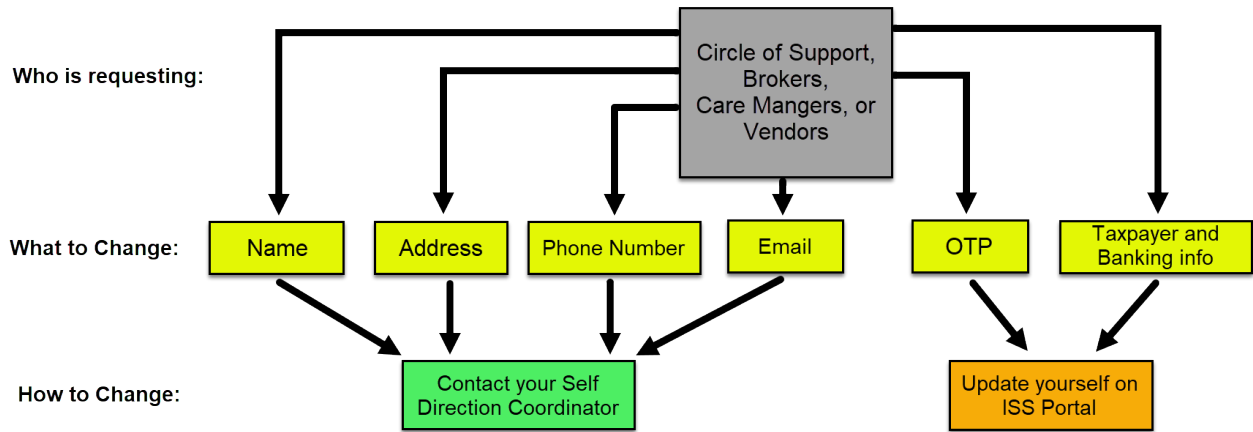 Who is requesting:
Circle of Support,
Brokers,
Care Mangers, or
Vendors
What to Change:
Name
Address
Phone Number
Email
OTP
Taxpayer and
Banking info
How to Change:
Contact your Self
Direction Coordinator
Update yourself on
ISS Portal